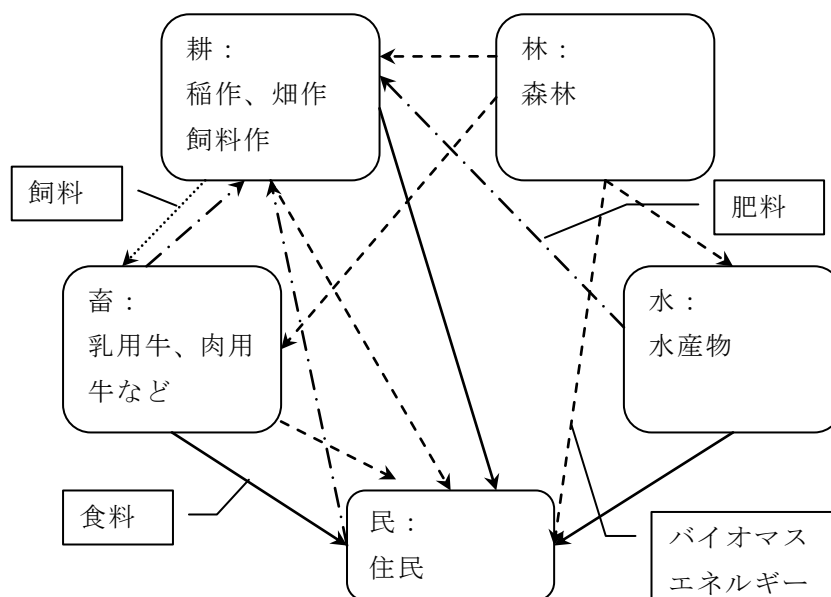 耕：
稲作、畑作
飼料作
林：
森林
飼料
肥料
畜：
乳用牛、肉用
牛など
水：
水産物
食料
民：
住民
バイオマス
エネルギー